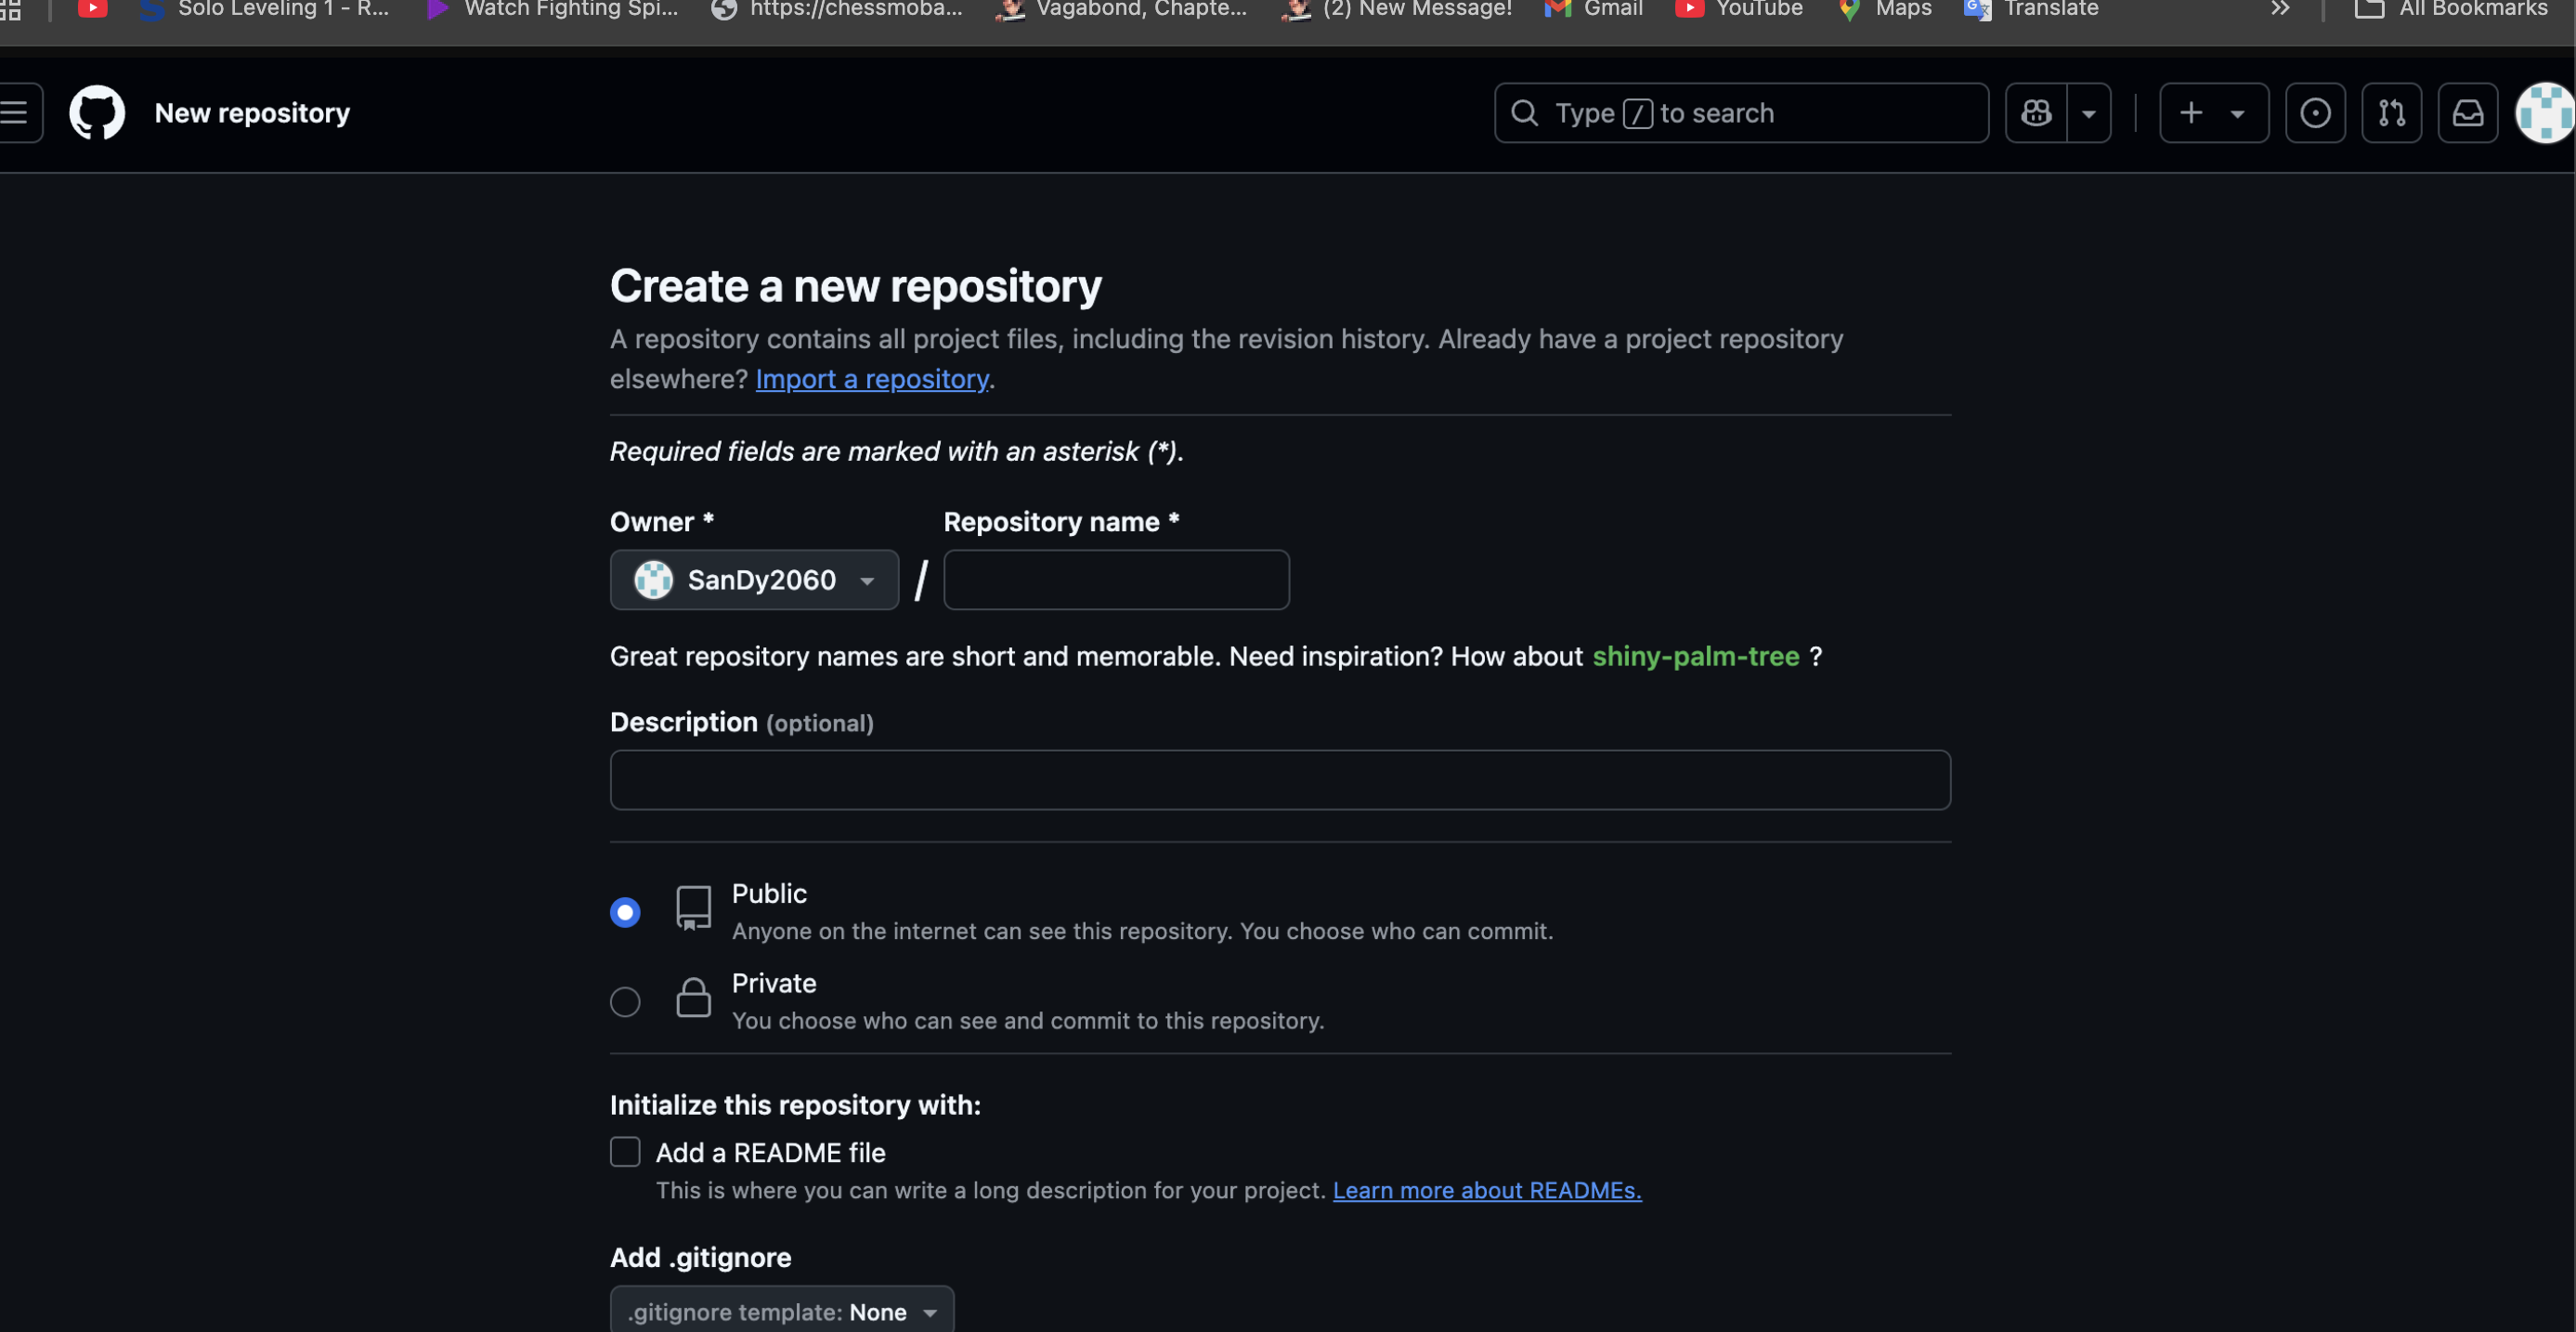 Solo Leveling 1 - R...
Watch Fighting Spi...
https://chessmoba...
Vagabond, Chapte...
(2) New Message!
Gmail
YouTube
Maps
Translate
All Bookmarks
New repository
Type / to search
Create a new repository
A repository contains all project files, including the revision history. Already have a project repository
elsewhere? Import a repository.
Required fields are marked with an asterisk (*).
Owner *
Repository name *
SanDy2060
/
Great repository names are short and memorable. Need inspiration? How about shiny-palm-tree ?
Description (optional)
Public
Anyone on the internet can see this repository. You choose who can commit.
Private
You choose who can see and commit to this repository.
Initialize this repository with:
Add a README file
This is where you can write a long description for your project. Learn more about READMEs.
Add .gitignore
.gitignore template: None